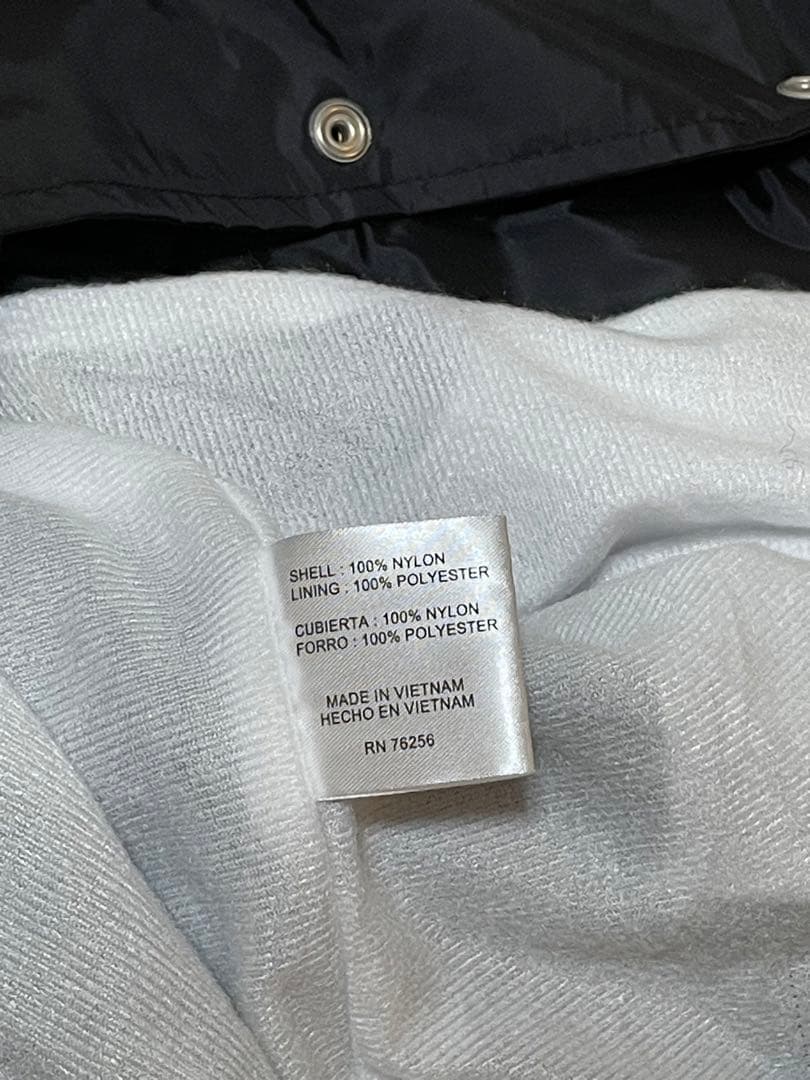 SHELL : 100% NYLON
LINING : 100% POLYESTER
CUBIERTA : 100% NYLON
FORRO : 100% POLYESTER
MADE IN VIETNAM
HECHO EN VIETNAM
RN 76256